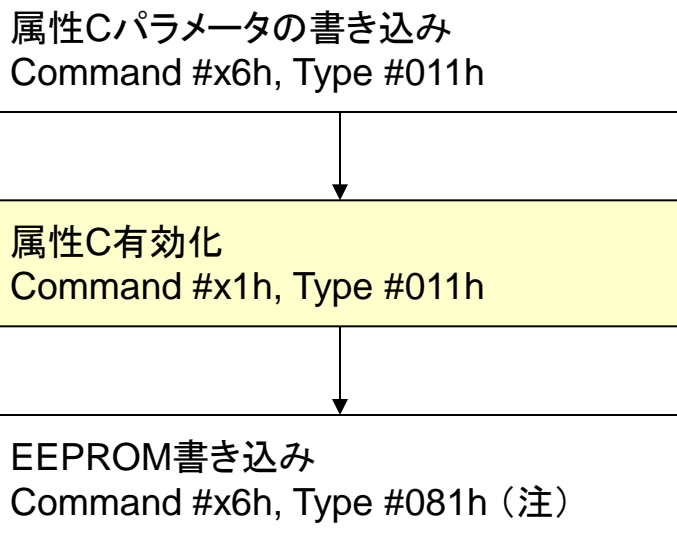 属性Cパラメータの書き込み
Command #x6h, Type #011h
属性C有効化
Command #x1h, Type #011h
EEPROM書き込み
Command #x6h, Type #081h（注）